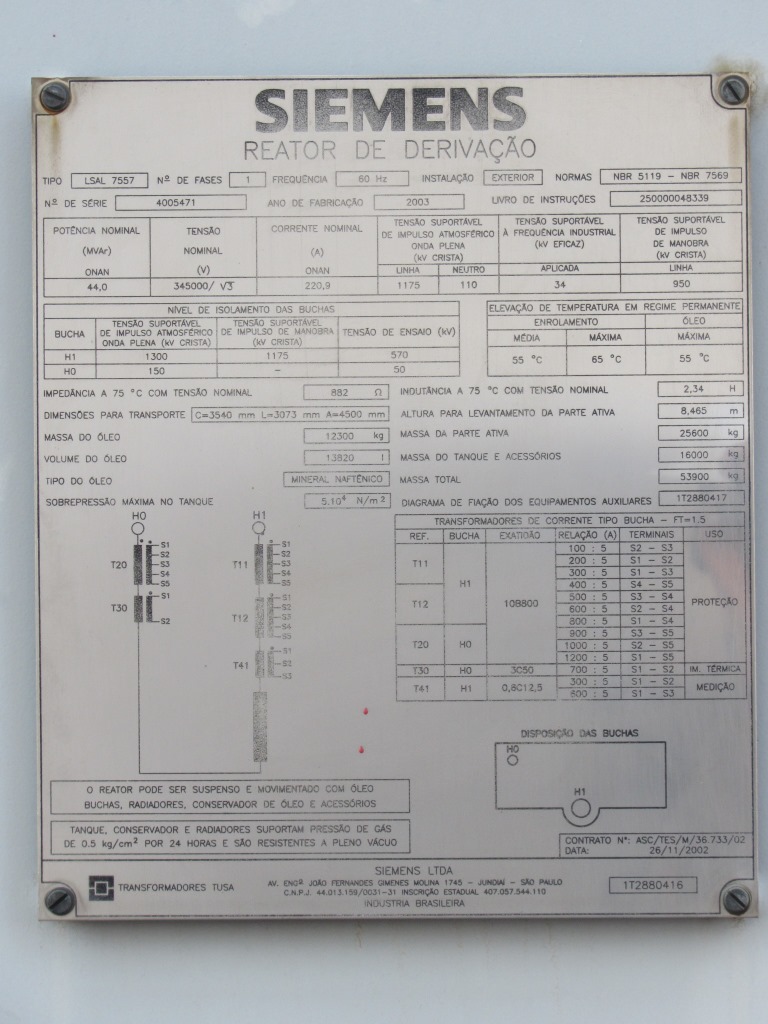 SIEMENS
REATOR DE DERIVAÇÃO
TIPO LSAL 7557 Nº DE FASES 1 FREQUÊNCIA 60 Hz INSTALAÇÃO EXTERIOR NORMAS NBR 5119 - NBR 7569
Nº DE SÉRIE 4005471 ANO DE FABRICAÇÃO 2003 LIVRO DE INSTRUÇÕES 250000048339
POTÊNCIA NOMINAL (MVAr) ONAN TENSÃO NOMINAL (V) CORRENTE NOMINAL (A) ONAN TENSÃO SUPORTÁVEL DE IMPULSO ATMOSFÉRICO ONDA PLENA (kV CRISTA) TENSÃO SUPORTÁVEL À FREQUÊNCIA INDUSTRIAL (kV EFICAZ) TENSÃO SUPORTÁVEL DE IMPULSO DE MANOBRA (kV CRISTA)
LINHA NEUTRO APLICADA LINHA
44,0 345000/ √3 220,9 1175 110 34 950
NÍVEL DE ISOLAMENTO DAS BUCHAS
BUCHA TENSÃO SUPORTÁVEL DE IMPULSO ATMOSFÉRICO ONDA PLENA (kV CRISTA) TENSÃO SUPORTÁVEL DE IMPULSO DE MANOBRA (kV CRISTA) TENSÃO DE ENSAIO (kV)
H1 1300 1175 570
H0 150 - 50
ELEVAÇÃO DE TEMPERATURA EM REGIME PERMANENTE
ENROLAMENTO ÓLEO
MÉDIA MÁXIMA MÁXIMA
55 °C 65 °C 55 °C
IMPEDÂNCIA A 75 °C COM TENSÃO NOMINAL 882 Ω INDUTÂNCIA A 75 °C COM TENSÃO NOMINAL 2,34 H
DIMENSÕES PARA TRANSPORTE C=3540 mm L=3073 mm A=4500 mm ALTURA PARA LEVANTAMENTO DA PARTE ATIVA 8,465 m
MASSA DO ÓLEO 12300 kg MASSA DA PARTE ATIVA 25600 kg
VOLUME DO ÓLEO 13820 l MASSA DO TANQUE E ACESSÓRIOS 16000 kg
TIPO DO ÓLEO MINERAL NAFTÊNICO MASSA TOTAL 53900 kg
SOBREPRESSÃO MÁXIMA NO TANQUE 5.10⁴ N/m² DIAGRAMA DE FIAÇÃO DOS EQUIPAMENTOS AUXILIARES 1T2880417
H0 H1
T20 S1 S2 S3 S4 S5
T30 S1 S2
T11 S1 S2 S3 S4 S5
T12 S1 S2 S3 S4 S5
T41 S1 S2 S3
TRANSFORMADORES DE CORRENTE TIPO BUCHA - FT=1.5
REF. BUCHA EXATIDÃO RELAÇÃO (A) TERMINAIS USO
T11 T12 H1
T20 H0
10B800 PROTEÇÃO
100 : 5 S2 - S3
200 : 5 S1 - S2
300 : 5 S1 - S3
400 : 5 S4 - S5
500 : 5 S3 - S4
600 : 5 S2 - S4
800 : 5 S1 - S4
900 : 5 S3 - S5
1000 : 5 S2 - S5
1200 : 5 S1 - S5
T30 H0 3C50 700 : 5 S1 - S2 IM. TÉRMICA
T41 H1 0,6C12,5 300 : 5 S1 - S2 MEDIÇÃO
600 : 5 S1 - S3
DISPOSIÇÃO DAS BUCHAS
H0
H1
O REATOR PODE SER SUSPENSO E MOVIMENTADO COM ÓLEO
BUCHAS, RADIADORES, CONSERVADOR DE ÓLEO E ACESSÓRIOS
TANQUE, CONSERVADOR E RADIADORES SUPORTAM PRESSÃO DE GÁS
DE 0.5 kg/cm² POR 24 HORAS E SÃO RESISTENTES A PLENO VÁCUO
CONTRATO Nº: ASC/TES/M/36.733/02
DATA: 26/11/2002
TRANSFORMADORES TUSA
SIEMENS LTDA
AV. ENGº JOÃO FERNANDES GIMENES MOLINA 1745 - JUNDIAI - SÃO PAULO
C.N.P.J. 44.013.159/0031-31 INSCRIÇÃO ESTADUAL 407.057.544.110
INDUSTRIA BRASILEIRA
1T2880416